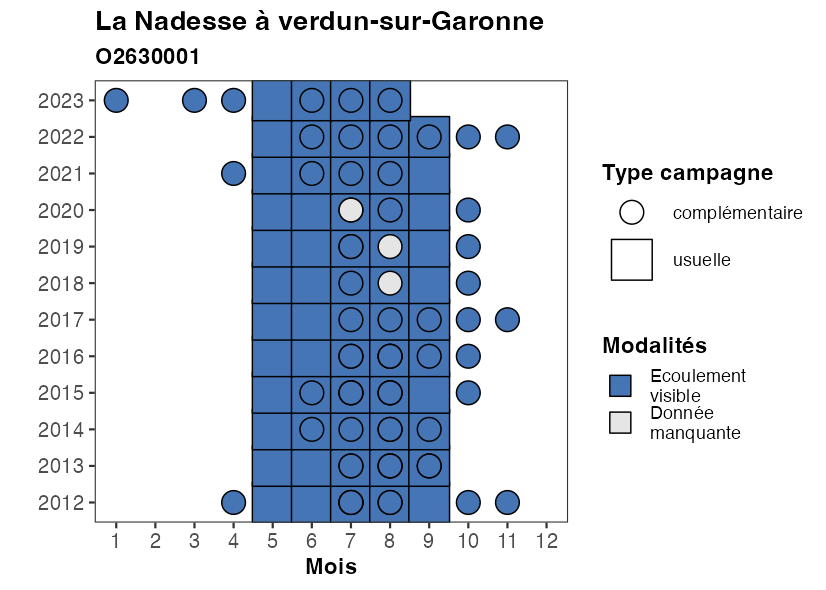 La Nadesse à verdun-sur-Garonne
O2630001
2023
2022
2021
2020
2019
2018
2017
2016
2015
2014
2013
2012
1 2 3 4 5 6 7 8 9 10 11 12
Mois
Type campagne
complémentaire
usuelle
Modalités
Ecoulement
visible
Donnée
manquante